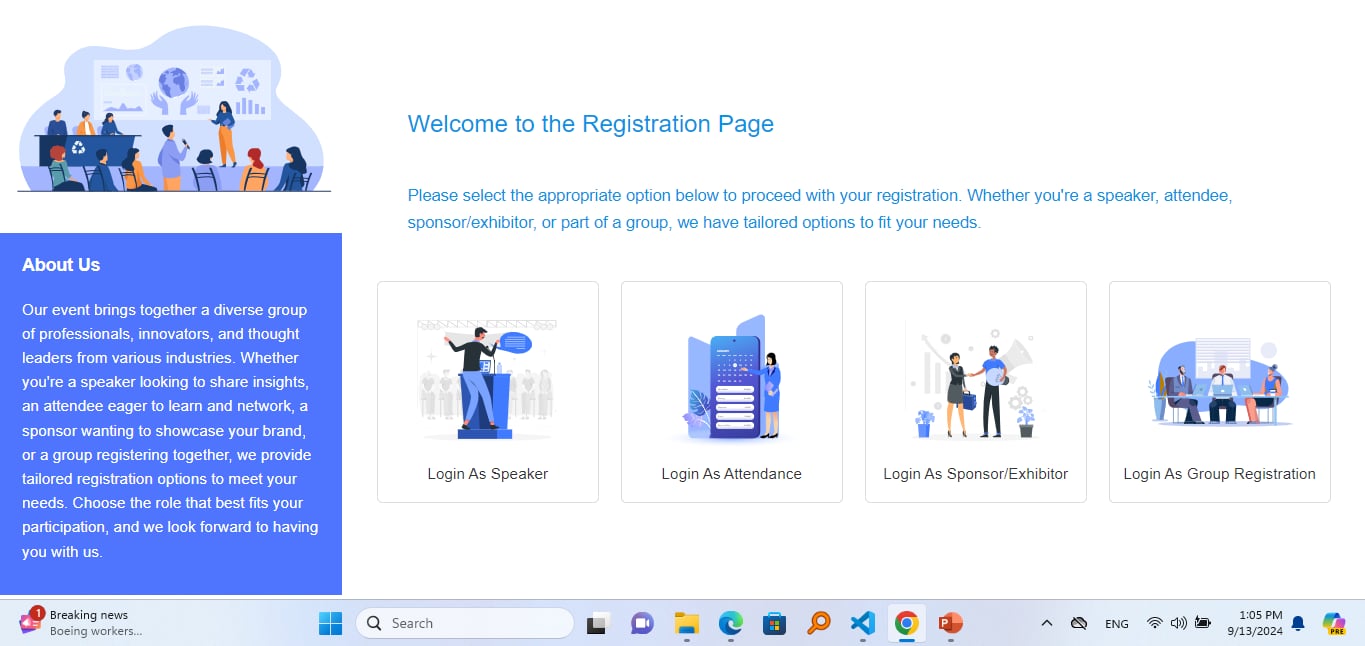 Welcome to the Registration Page
Please select the appropriate option below to proceed with your registration. Whether you're a speaker, attendee,
sponsor/exhibitor, or part of a group, we have tailored options to fit your needs.
About Us
Our event brings together a diverse group
of professionals, innovators, and thought
leaders from various industries. Whether
you're a speaker looking to share insights,
an attendee eager to learn and network, a
sponsor wanting to showcase your brand,
or a group registering together, we provide
tailored registration options to meet your
needs. Choose the role that best fits your
participation, and we look forward to having
you with us.
Login As Speaker
Login As Attendance
Login As Sponsor/Exhibitor
Login As Group Registration
1
Breaking news
Boeing workers...
Search
P
ENG
1:05 PM
9/13/2024
PRE